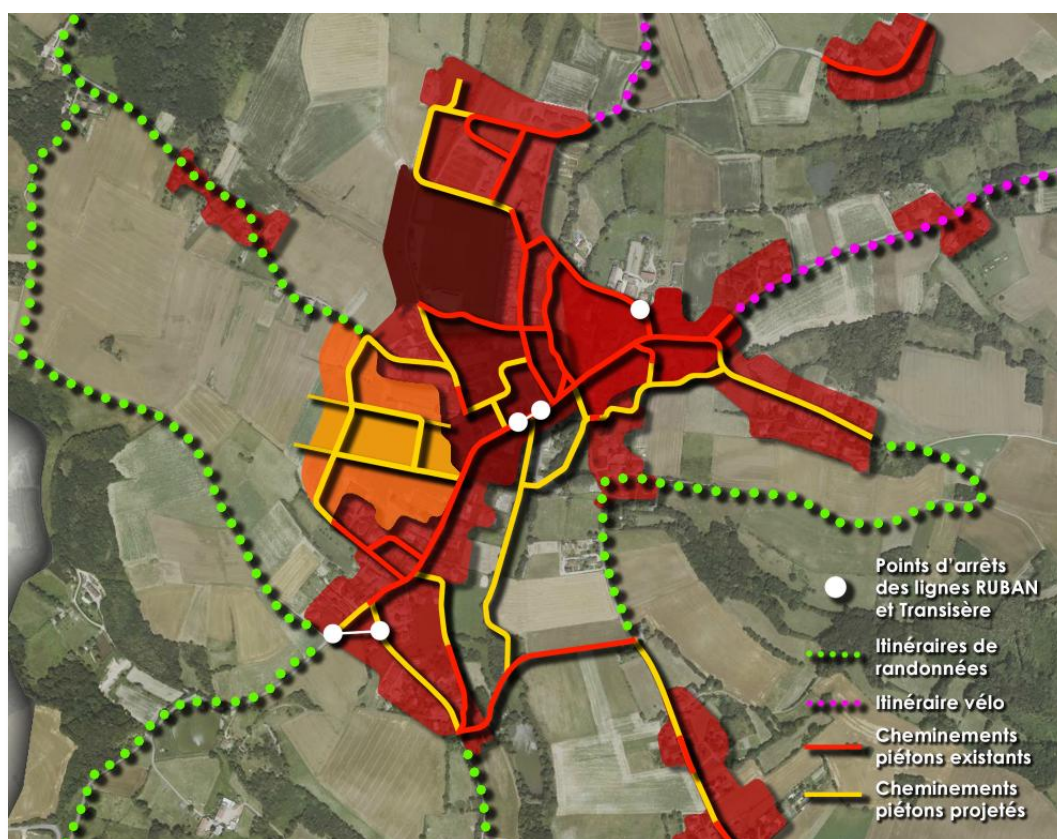 Points d'arrêts
des lignes RUBAN
et Transisère
Itinéraires de
randonnées
Itinéraire vélo
Cheminements
piétons existants
Cheminements
piétons projetés